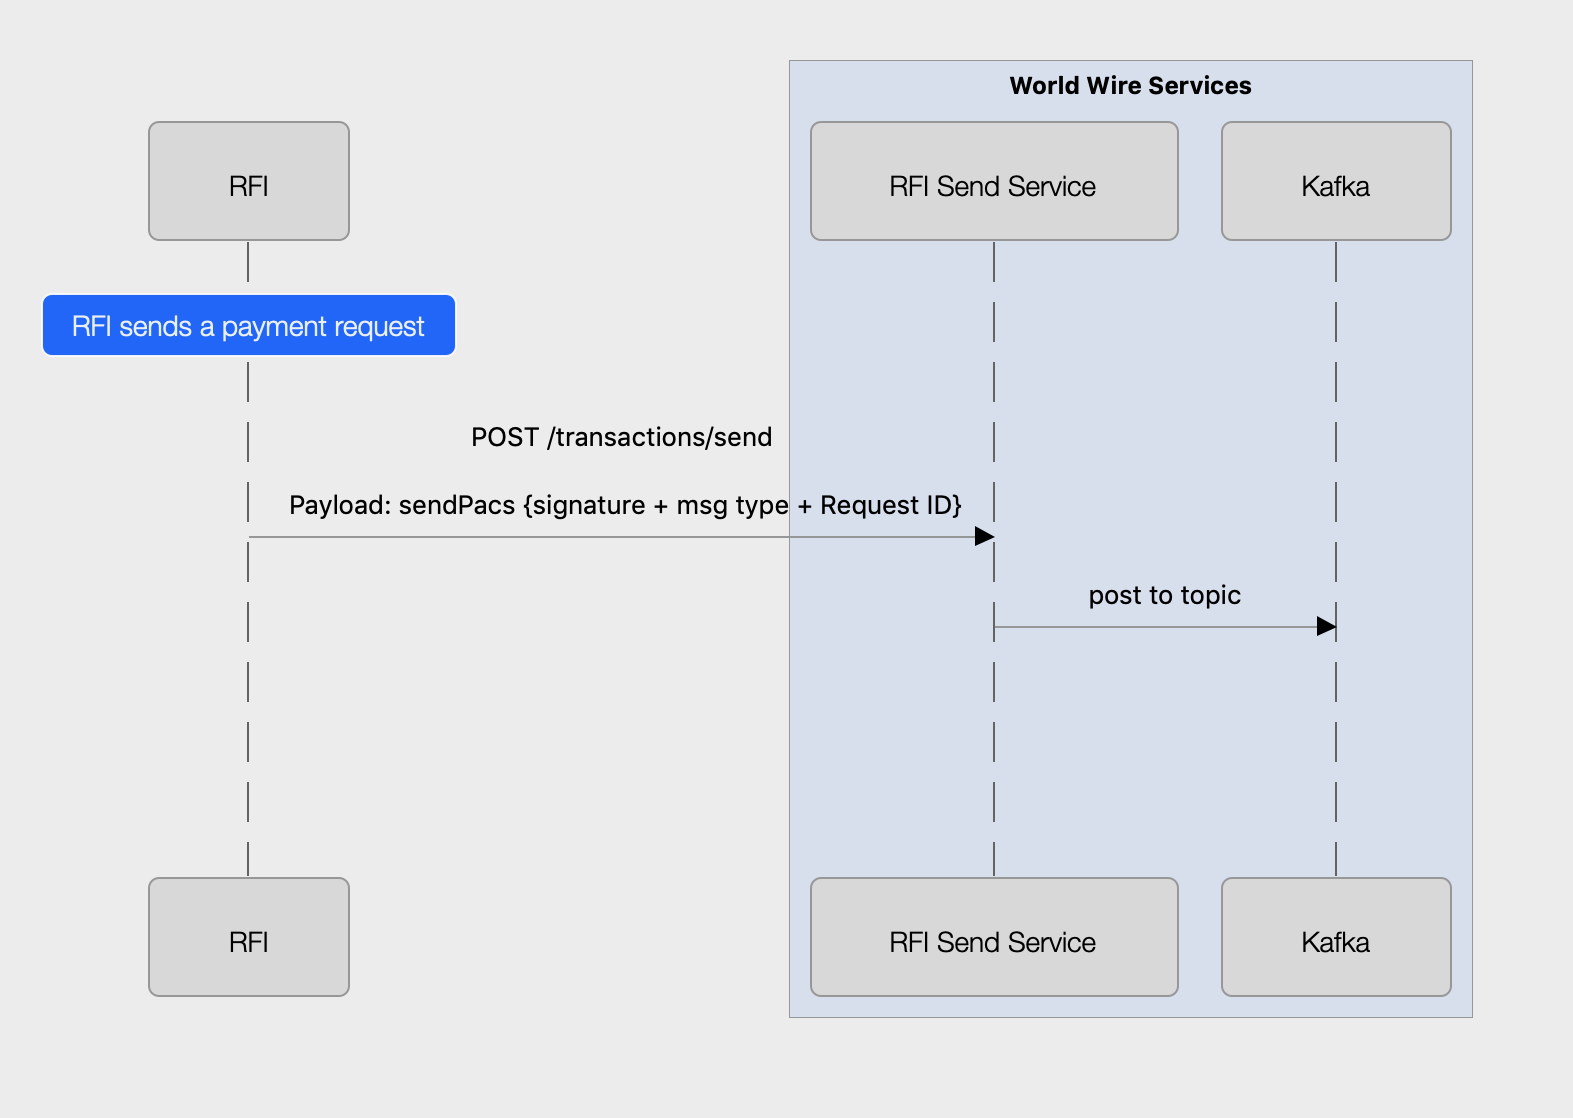 World Wire Services
RFI
RFI Send Service
Kafka
RFI sends a payment request
POST /transactions/send
Payload: sendPacs {signature + msg type + Request ID}
post to topic
RFI
RFI Send Service
Kafka